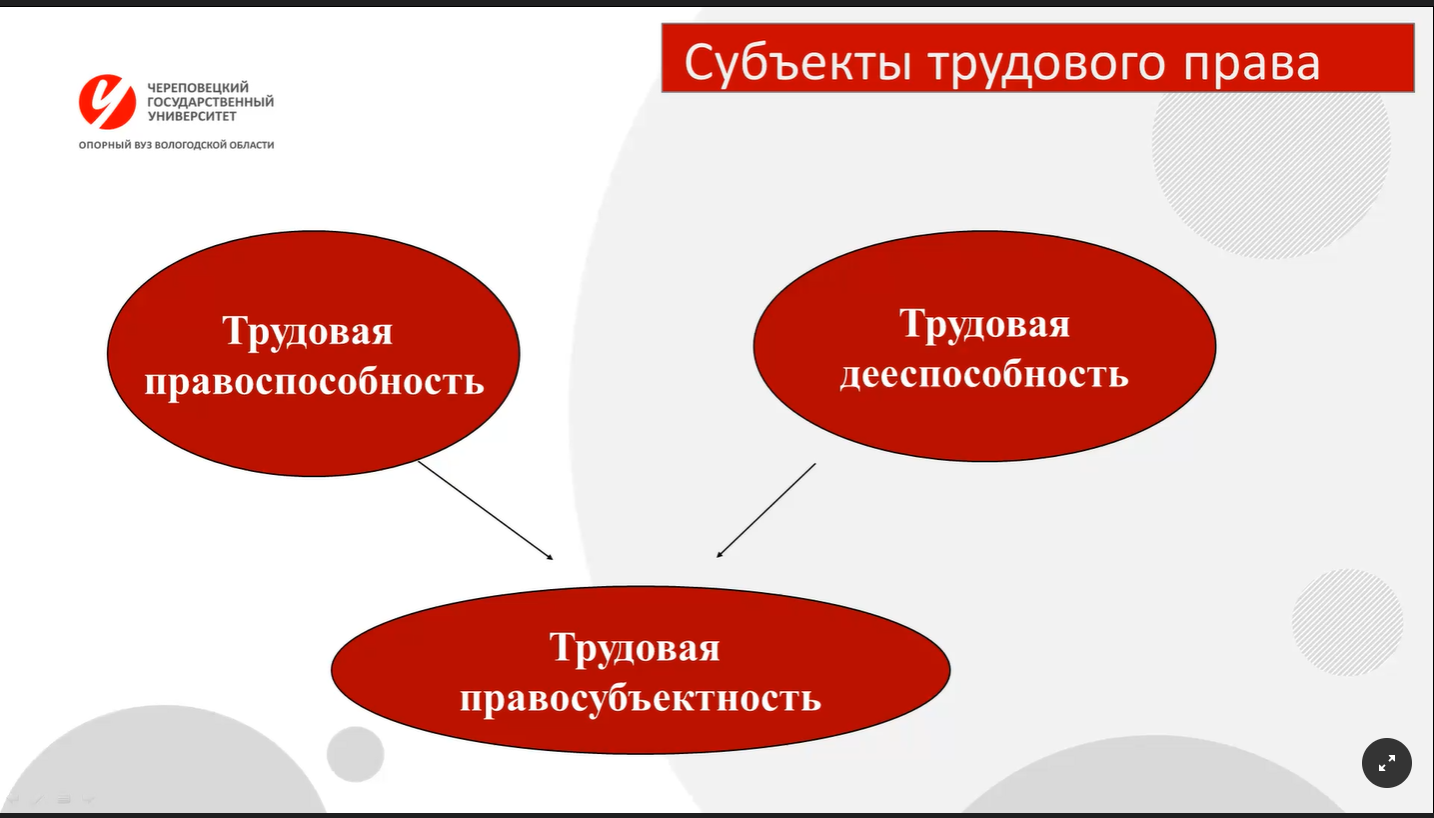 Субъекты трудового права
ЧЕРЕПОВЕЦКИЙ
ГОСУДАРСТВЕННЫЙ
УНИВЕРСИТЕТ
ОПОРНЫЙ ВУЗ ВОЛОГОДСКОЙ ОБЛАСТИ
Трудовая
правоспособность
Трудовая
дееспособность
Трудовая
правосубъектность